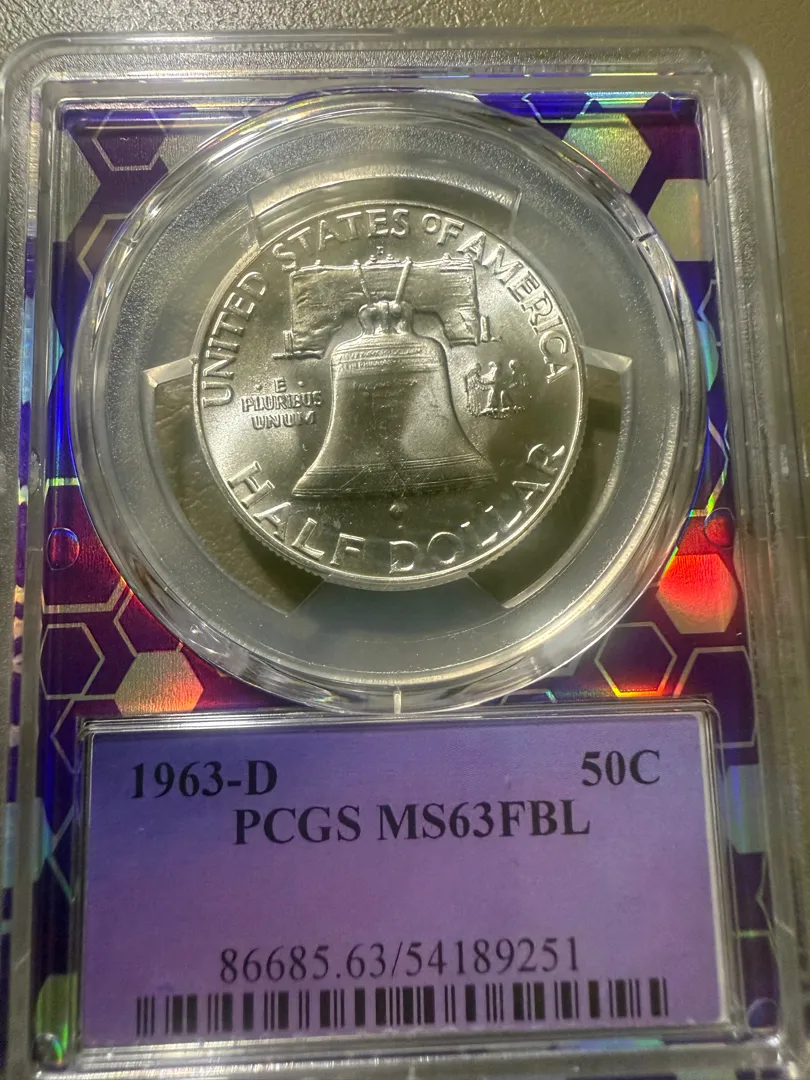 UNITED STATES OF AMERICA
E
PLURIBUS
UNUM
HALF DOLLAR
1963-D 50C
PCGS MS63FBL
86685.63/54189251